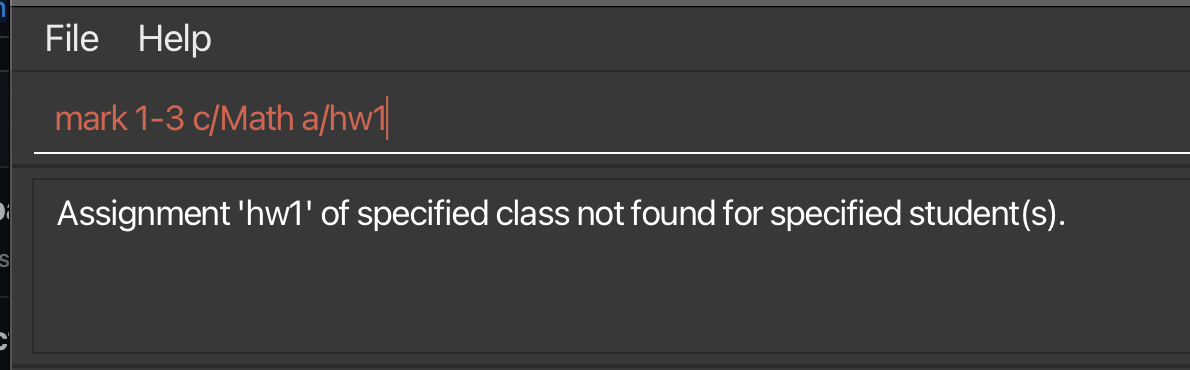 File Help
mark 1-3 c/Math a/hw1
Assignment 'hw1' of specified class not found for specified student(s).